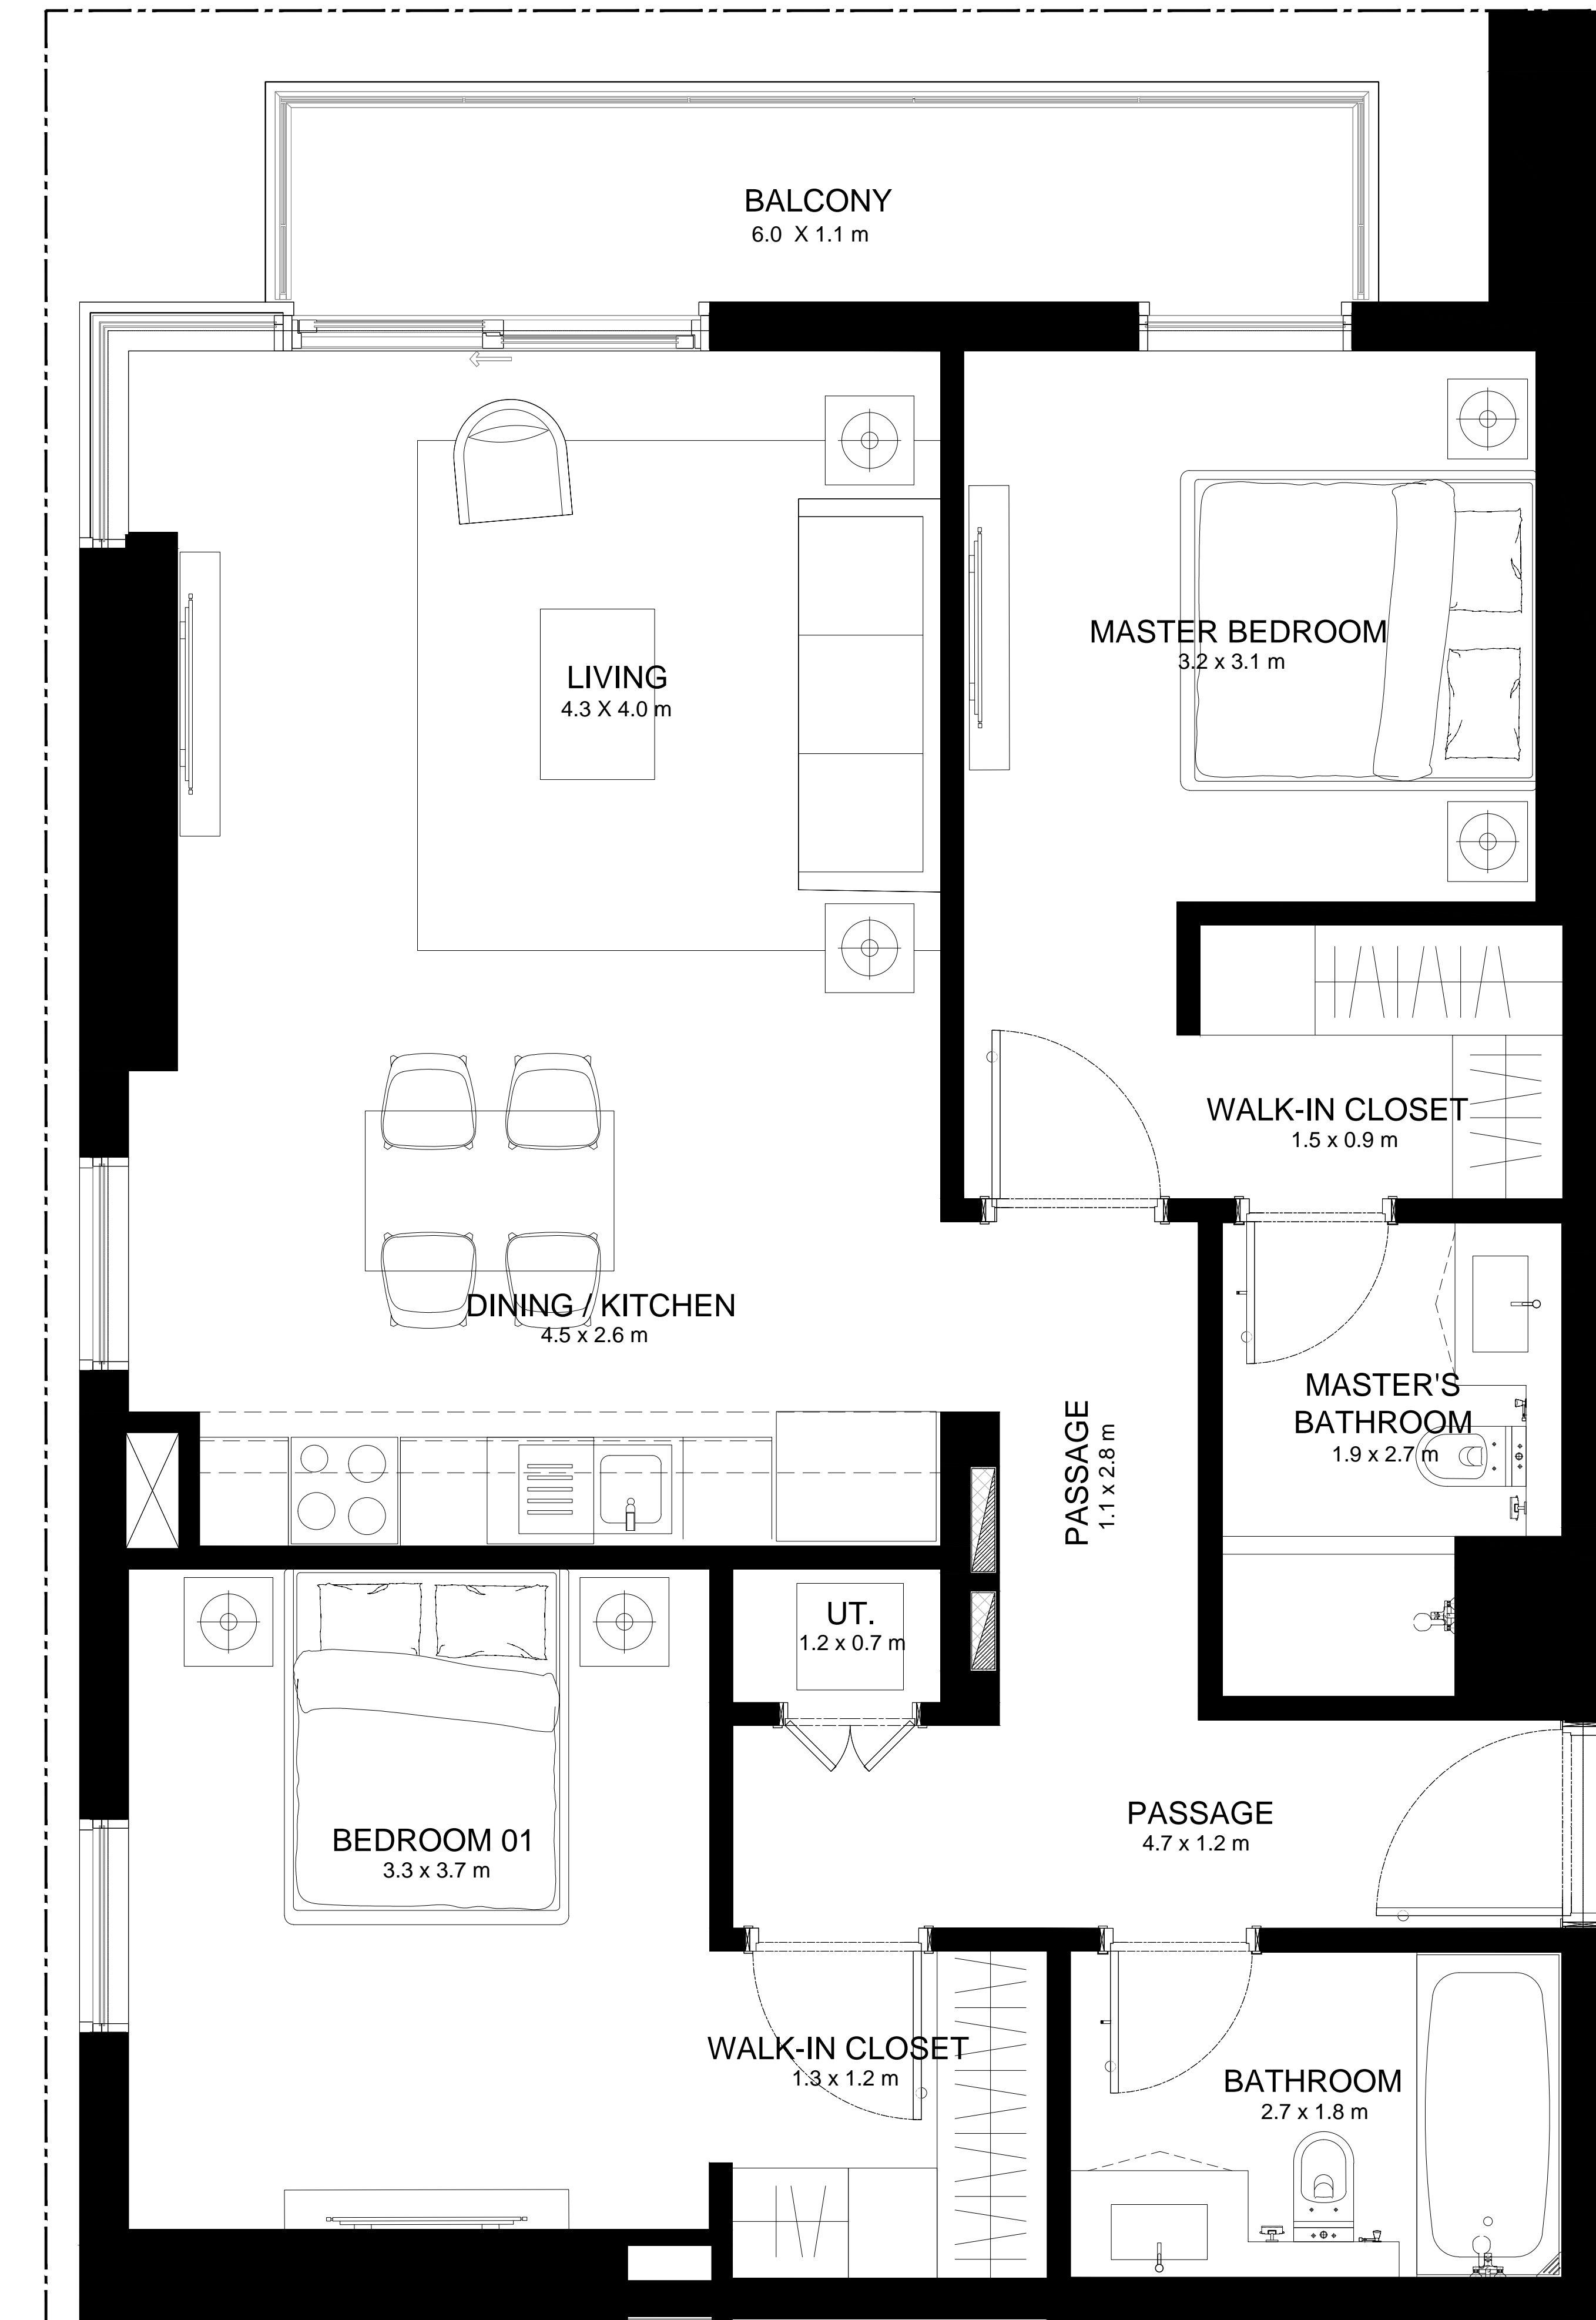 BALCONY
6.0 X 1.1 m
MASTER BEDROOM
3.2 x 3.1 m
LIVING
4.3 X 4.0 m
WALK-IN CLOSET
1.5 x 0.9 m
DINING / KITCHEN
4.5 x 2.6 m
MASTER'S
BATHROOM
1.9 x 2.7 m
PASSAGE
1.1 x 2.8 m
UT.
1.2 x 0.7 m
PASSAGE
4.7 x 1.2 m
BEDROOM 01
3.3 x 3.7 m
WALK-IN CLOSET
1.3 x 1.2 m
BATHROOM
2.7 x 1.8 m